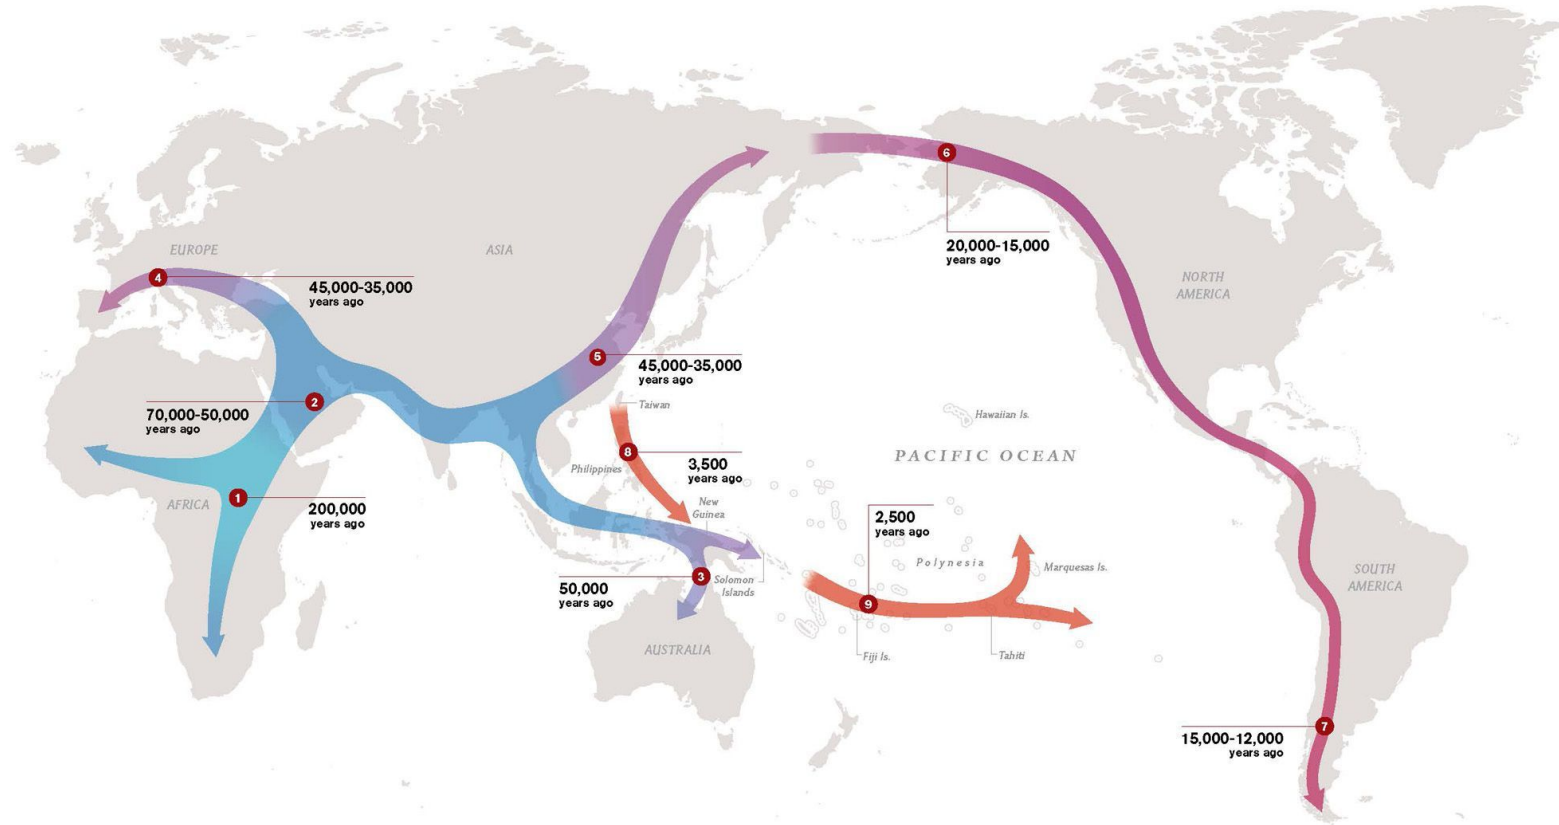 6
20,000-15,000
years ago
EUROPE
ASIA
NORTH
AMERICA
4
45,000-35,000
years ago
5
45,000-35,000
years ago
2
70,000-50,000
years ago
Taiwan
Hawaiian Is.
PACIFIC OCEAN
8
3,500
years ago
Philippines
1
200,000
years ago
AFRICA
New
Guinea
2,500
years ago
Polynesia
Marquesas Is.
3
50,000
years ago
Solomon
Islands
9
SOUTH
AMERICA
AUSTRALIA
Fiji Is.
Tahiti
7
15,000-12,000
years ago